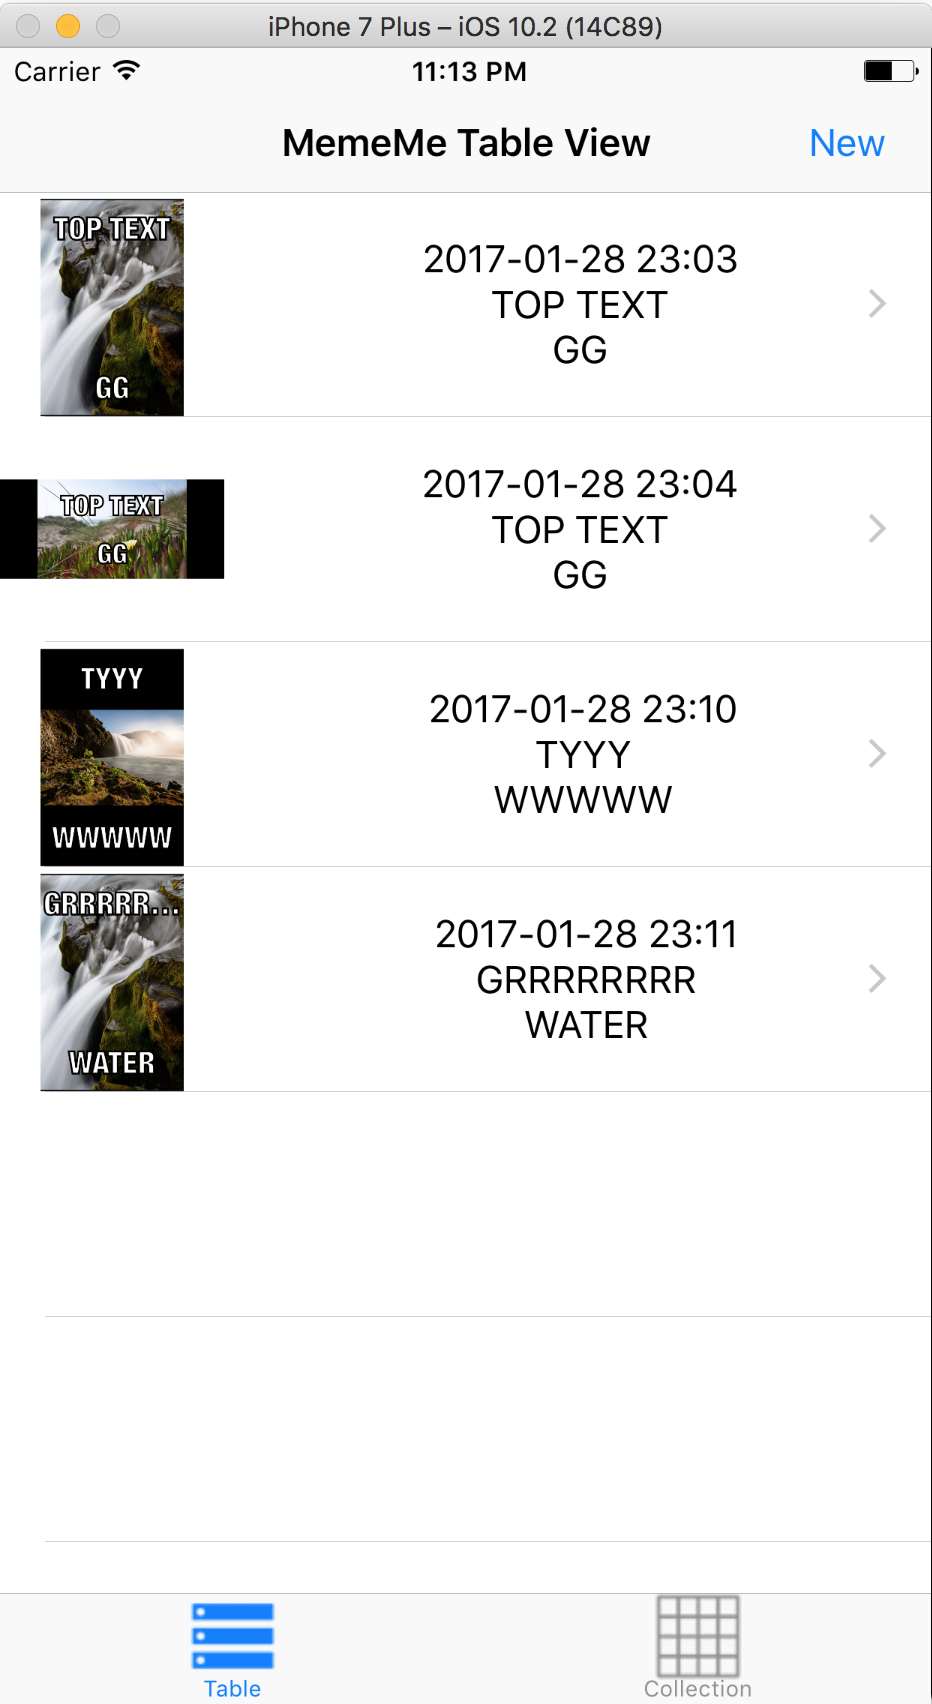 iPhone 7 Plus – iOS 10.2 (14C89)
Carrier 11:13 PM
MemeMe Table View New
TOP TEXT
GG
2017-01-28 23:03
TOP TEXT
GG
TOP TEXT
GG
2017-01-28 23:04
TOP TEXT
GG
TYYY
WWWWW
2017-01-28 23:10
TYYY
WWWWW
GRRRRR...
WATER
2017-01-28 23:11
GRRRRRRRR
WATER
Table Collection